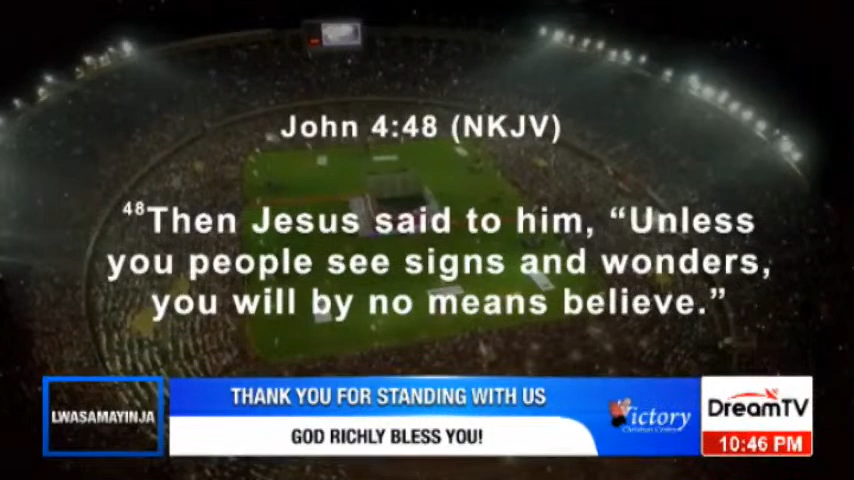 John 4:48 (NKJV)
48Then Jesus said to him, “Unless
you people see signs and wonders,
you will by no means believe.”
LWASAMAYINJA
THANK YOU FOR STANDING WITH US
GOD RICHLY BLESS YOU!
Victory
Christian Centre
DreamTV
10:46 PM